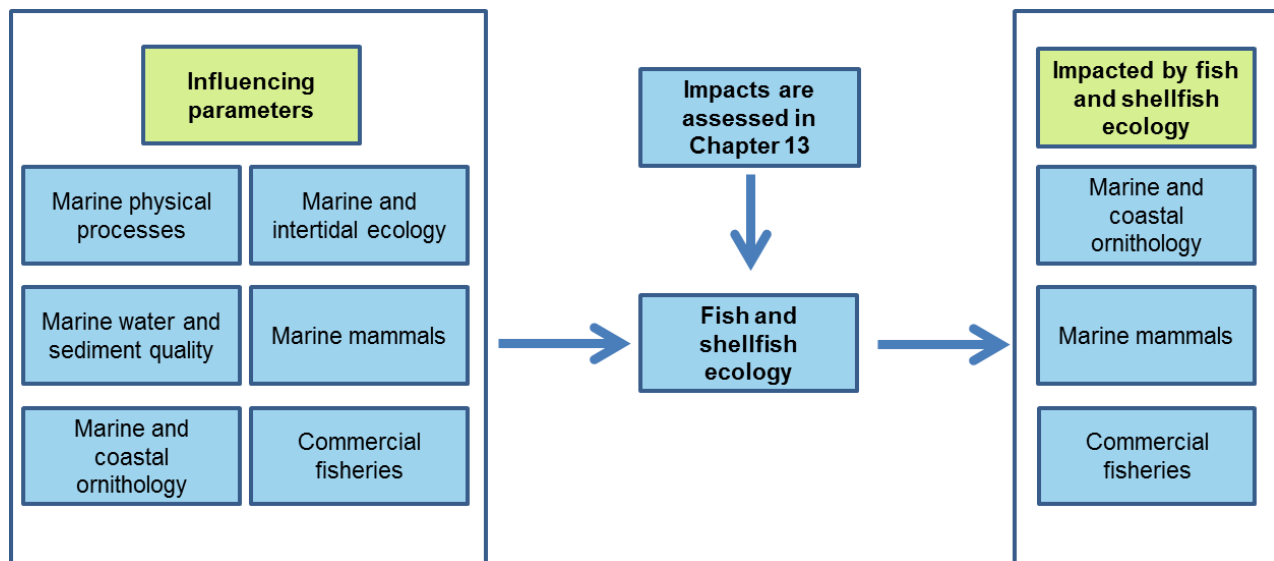 Influencing
parameters
Marine physical
processes
Marine and
intertidal ecology
Marine water and
sediment quality
Marine mammals
Marine and
coastal
ornithology
Commercial
fisheries
Impacts are
assessed in
Chapter 13
Fish and
shellfish
ecology
Impacted by fish
and shellfish
ecology
Marine and
coastal
ornithology
Marine mammals
Commercial
fisheries